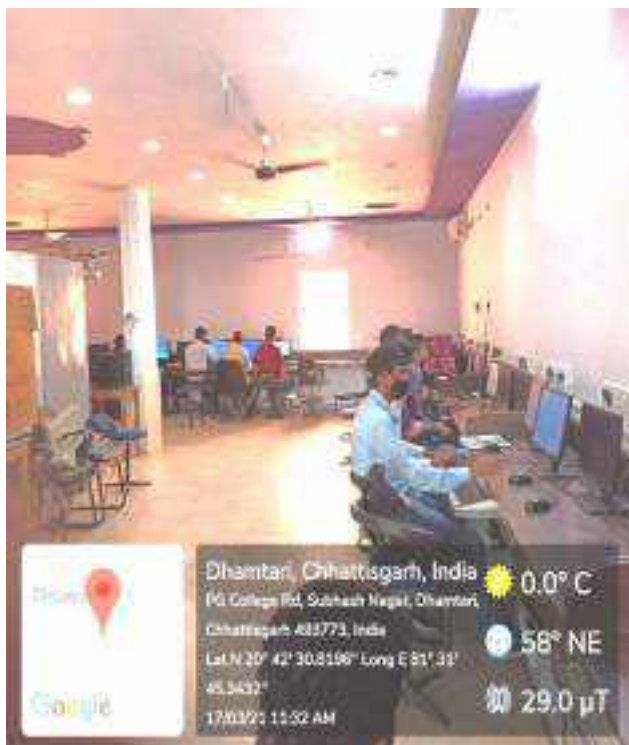 Dhamtari, Chhattisgarh, India
PG College Rd, Subhash Nagar, Dhamtari,
Chhattisgarh 493773, India
Lat N 20° 42' 30.8196" Long E 81° 31'
45.3432"
17/03/21 11:32 AM
0.0° C
58° NE
29.0 µT
Google